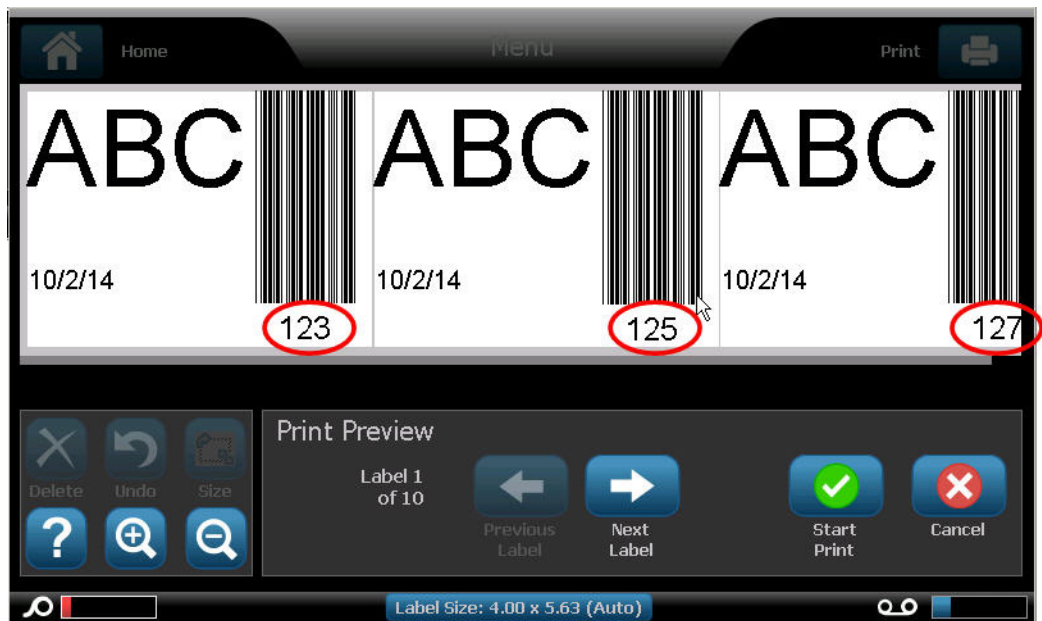 Home
Menu
Print
ABC
ABC
ABC
10/2/14
10/2/14
10/2/14
123
125
127
Print Preview
Label 1
of 10
Delete
Undo
Size
Previous
Label
Next
Label
Start
Print
Cancel
?
Label Size: 4.00 x 5.63 (Auto)